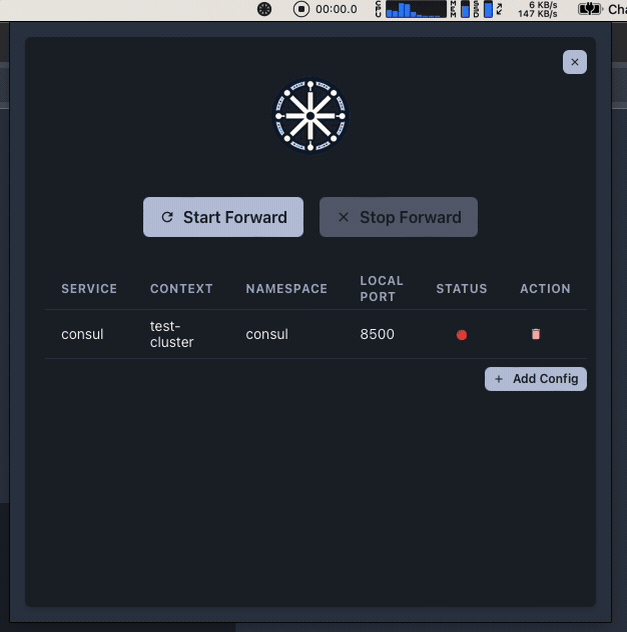 00:00.0
CPU
MEM
SSD
6 KB/s
147 KB/s
Cha
Start Forward
Stop Forward
SERVICE CONTEXT NAMESPACE LOCAL PORT STATUS ACTION
consul test-cluster consul 8500
+ Add Config